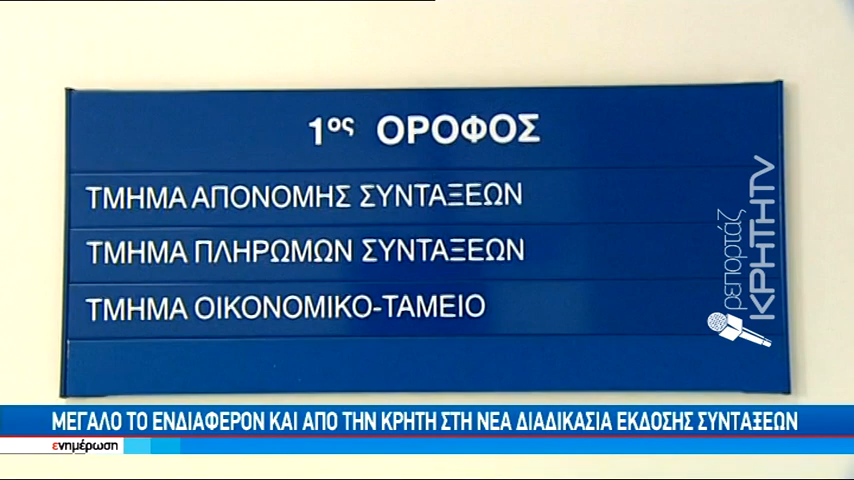 1ος ΟΡΟΦΟΣ
ΤΜΗΜΑ ΑΠΟΝΟΜΗΣ ΣΥΝΤΑΞΕΩΝ
ΤΜΗΜΑ ΠΛΗΡΩΜΩΝ ΣΥΝΤΑΞΕΩΝ
ΤΜΗΜΑ ΟΙΚΟΝΟΜΙΚΟ-ΤΑΜΕΙΟ
ρεπορτάζ
ΚΡΗΤΗTV
ΜΕΓΑΛΟ ΤΟ ΕΝΔΙΑΦΕΡΟΝ ΚΑΙ ΑΠΟ ΤΗΝ ΚΡΗΤΗ ΣΤΗ ΝΕΑ ΔΙΑΔΙΚΑΣΙΑ ΕΚΔΟΣΗΣ ΣΥΝΤΑΞΕΩΝ
ενημέρωση